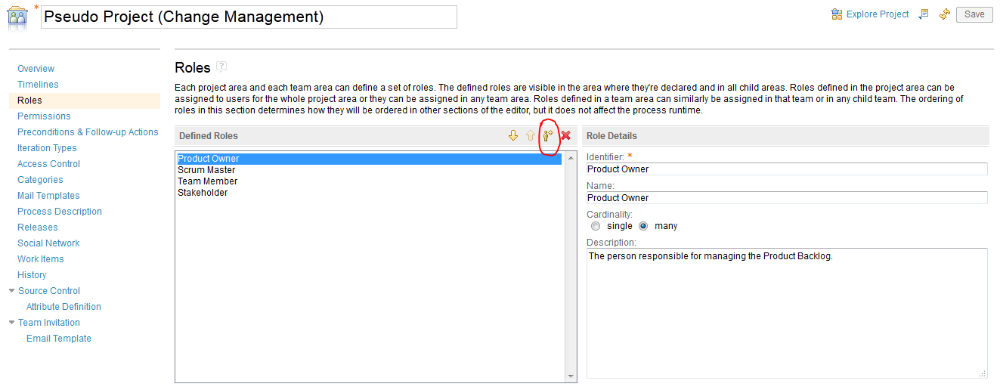 * Pseudo Project (Change Management)
Explore Project
Save
Overview
Timelines
Roles
Permissions
Preconditions & Follow-up Actions
Iteration Types
Access Control
Categories
Mail Templates
Process Description
Releases
Social Network
Work Items
History
Source Control
Attribute Definition
Team Invitation
Email Template
Roles ?
Each project area and each team area can define a set of roles. The defined roles are visible in the area where they're declared and in all child areas. Roles defined in the project area can be
assigned to users for the whole project area or they can be assigned in any team area. Roles defined in a team area can similarly be assigned in that team or in any child team. The ordering of
roles in this section determines how they will be ordered in other sections of the editor, but it does not affect the process runtime.
Defined Roles
Product Owner
Scrum Master
Team Member
Stakeholder
Role Details
Identifier: *
Product Owner
Name:
Product Owner
Cardinality:
single many
Description:
The person responsible for managing the Product Backlog.